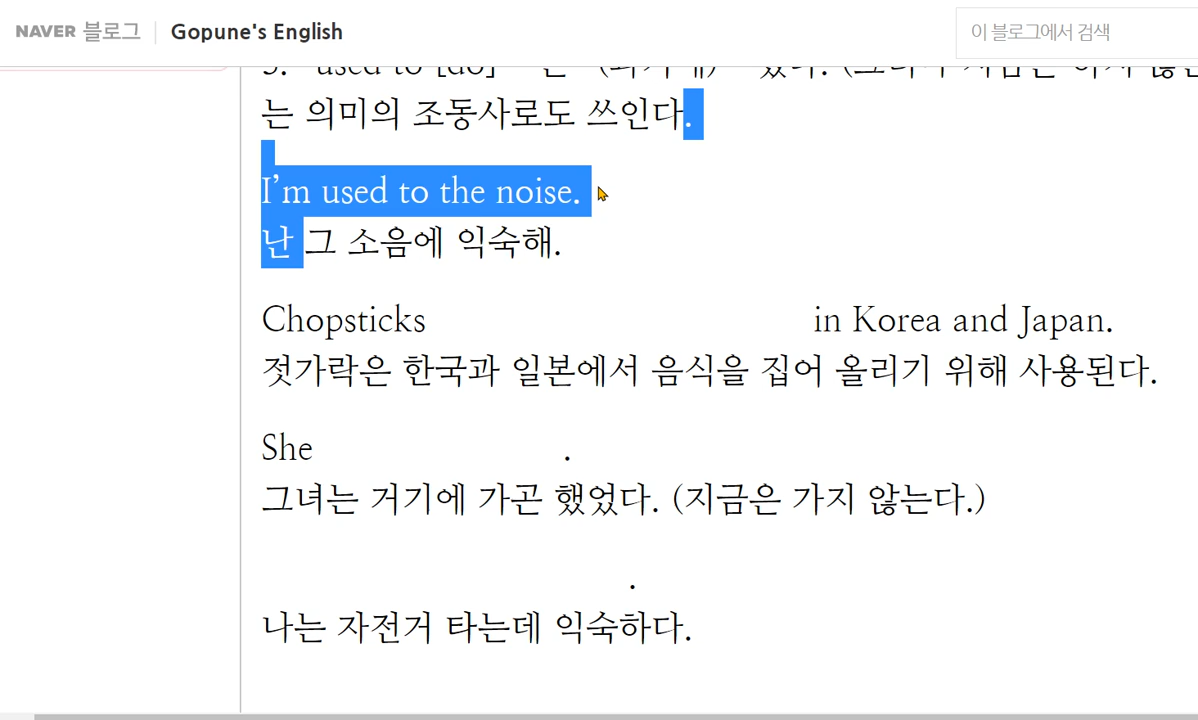 NAVER 블로그 Gopune's English 이 블로그에서 검색
는 의미의 조동사로도 쓰인다.
I'm used to the noise.
난 그 소음에 익숙해.
Chopsticks in Korea and Japan.
젓가락은 한국과 일본에서 음식을 집어 올리기 위해 사용된다.
She .
그녀는 거기에 가곤 했었다. (지금은 가지 않는다.)
.
나는 자전거 타는데 익숙하다.